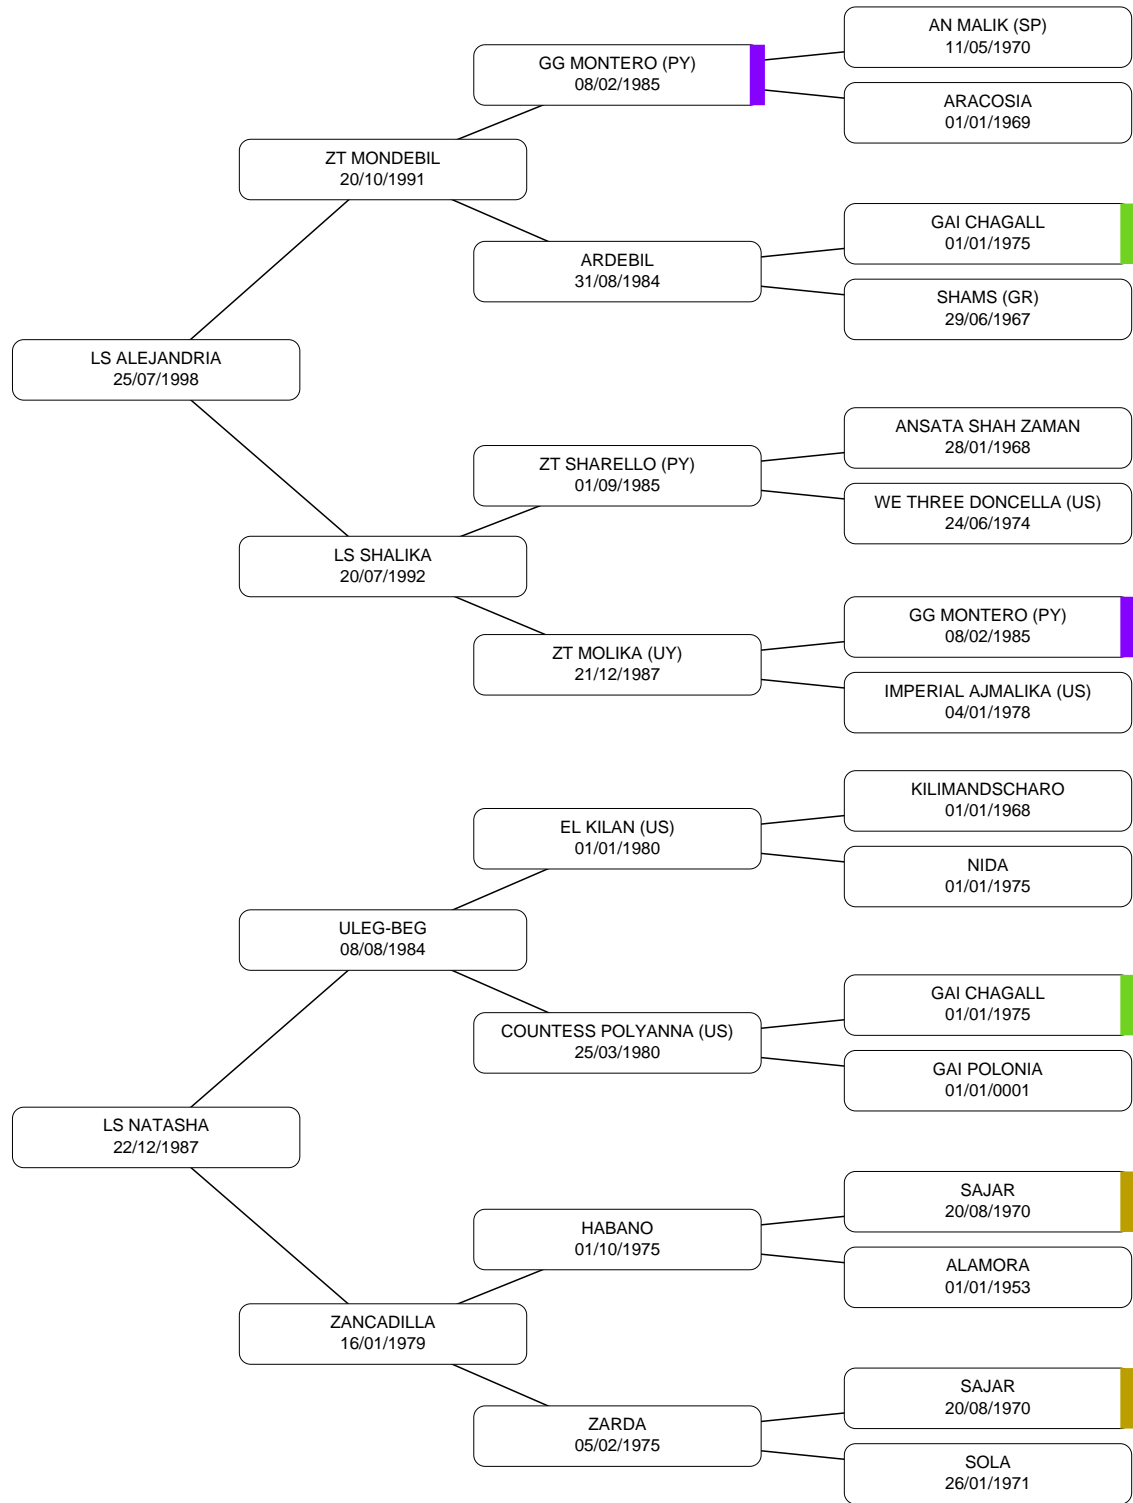 AN MALIK (SP)
11/05/1970
GG MONTERO (PY)
08/02/1985
ARACOSIA
01/01/1969
ZT MONDEBIL
20/10/1991
GAI CHAGALL
01/01/1975
ARDEBIL
31/08/1984
SHAMS (GR)
29/06/1967
LS ALEJANDRIA
25/07/1998
ANSATA SHAH ZAMAN
28/01/1968
ZT SHARELLO (PY)
01/09/1985
WE THREE DONCELLA (US)
24/06/1974
LS SHALIKA
20/07/1992
GG MONTERO (PY)
08/02/1985
ZT MOLIKA (UY)
21/12/1987
IMPERIAL AJMALIKA (US)
04/01/1978
KILIMANDSCHARO
01/01/1968
EL KILAN (US)
01/01/1980
NIDA
01/01/1975
ULEG-BEG
08/08/1984
GAI CHAGALL
01/01/1975
COUNTESS POLYANNA (US)
25/03/1980
GAI POLONIA
01/01/0001
LS NATASHA
22/12/1987
SAJAR
20/08/1970
HABANO
01/10/1975
ALAMORA
01/01/1953
ZANCADILLA
16/01/1979
SAJAR
20/08/1970
ZARDA
05/02/1975
SOLA
26/01/1971